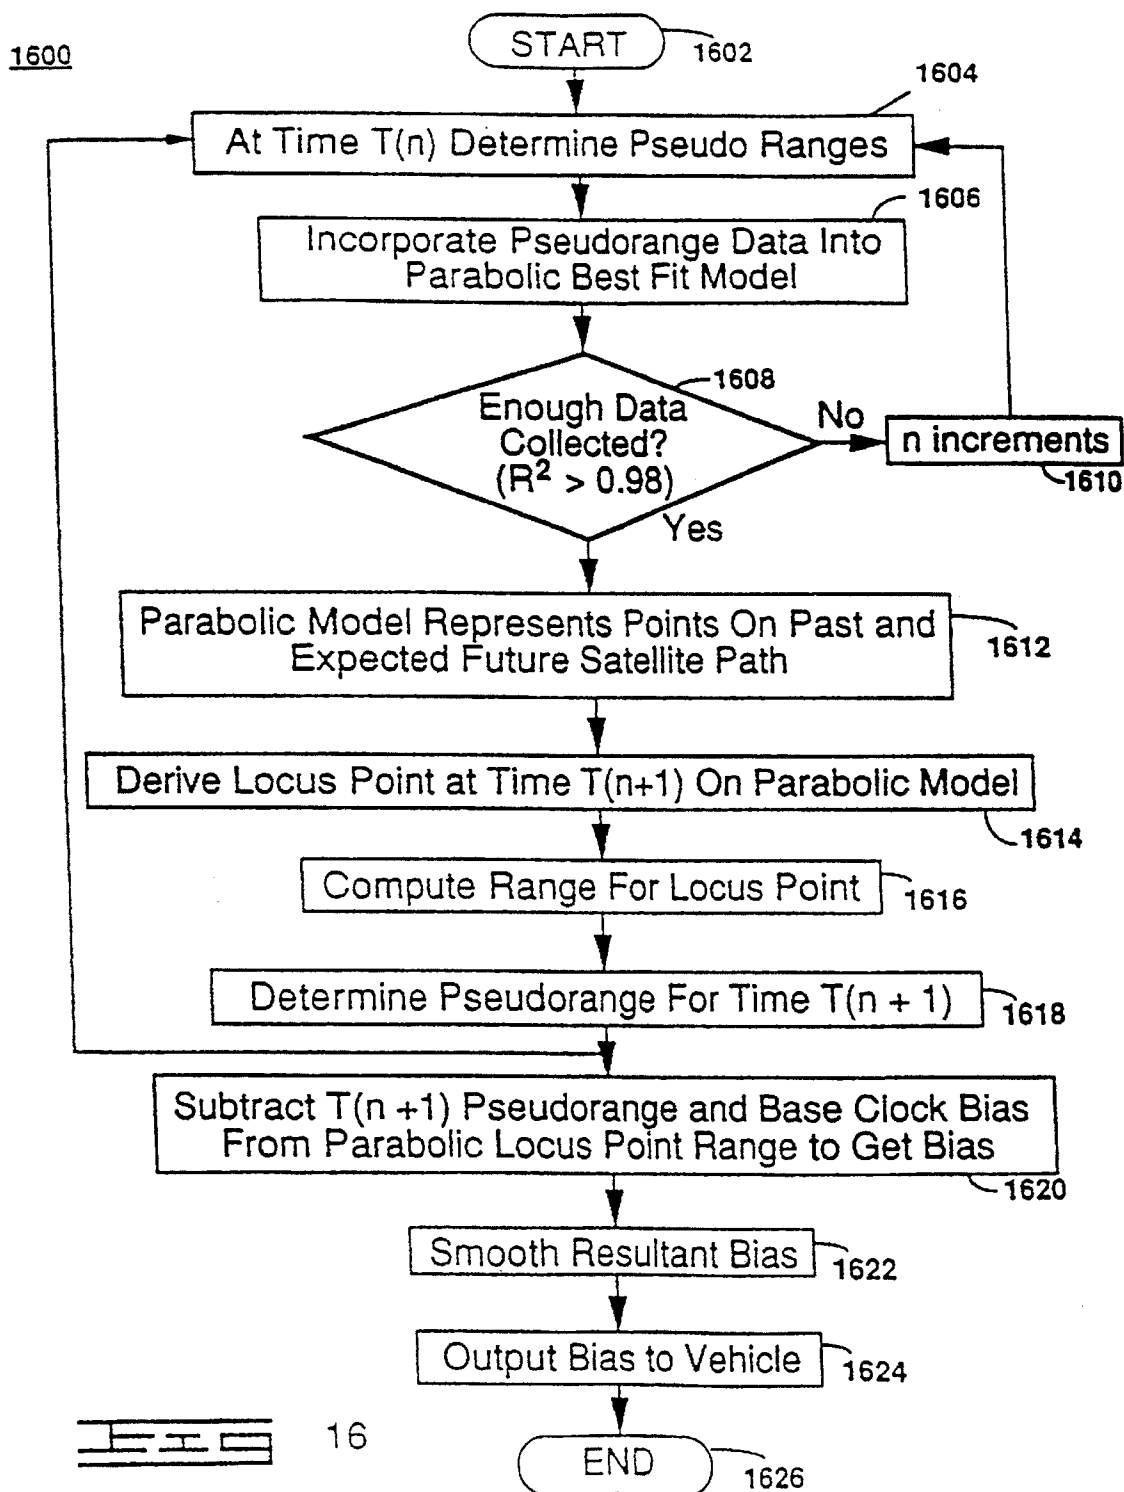 1600
START
1602
1604
At Time T(n) Determine Pseudo Ranges
1606
Incorporate Pseudorange Data Into
Parabolic Best Fit Model
1608
Enough Data
Collected?
(R² > 0.98)
No
n increments
1610
Yes
Parabolic Model Represents Points On Past and
Expected Future Satellite Path
1612
Derive Locus Point at Time T(n+1) On Parabolic Model
1614
Compute Range For Locus Point
1616
Determine Pseudorange For Time T(n + 1)
1618
Subtract T(n +1) Pseudorange and Base Clock Bias
From Parabolic Locus Point Range to Get Bias
1620
Smooth Resultant Bias
1622
Output Bias to Vehicle
1624
FIG 16
END
1626